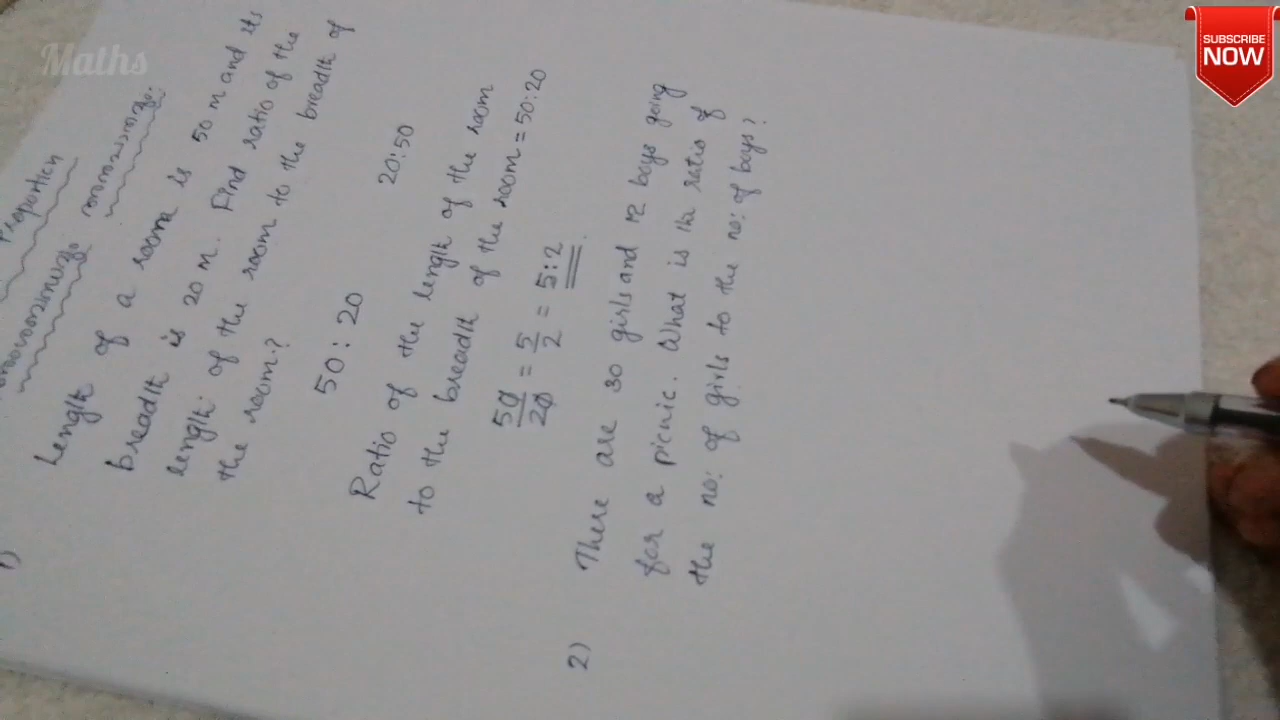 Maths
SUBSCRIBE
NOW
Proportion
1) Length of a room is 50 m and its
breadth is 20 m. Find ratio of the
length of the room to the breadth of
the room?
50 : 20 20:50
Ratio of the length of the room
to the breadth of the room = 50:20
50/20 = 5/2 = 5:2
2) There are 30 girls and 12 boys going
for a picnic. What is the ratio of
the no: of girls to the no: of boys?